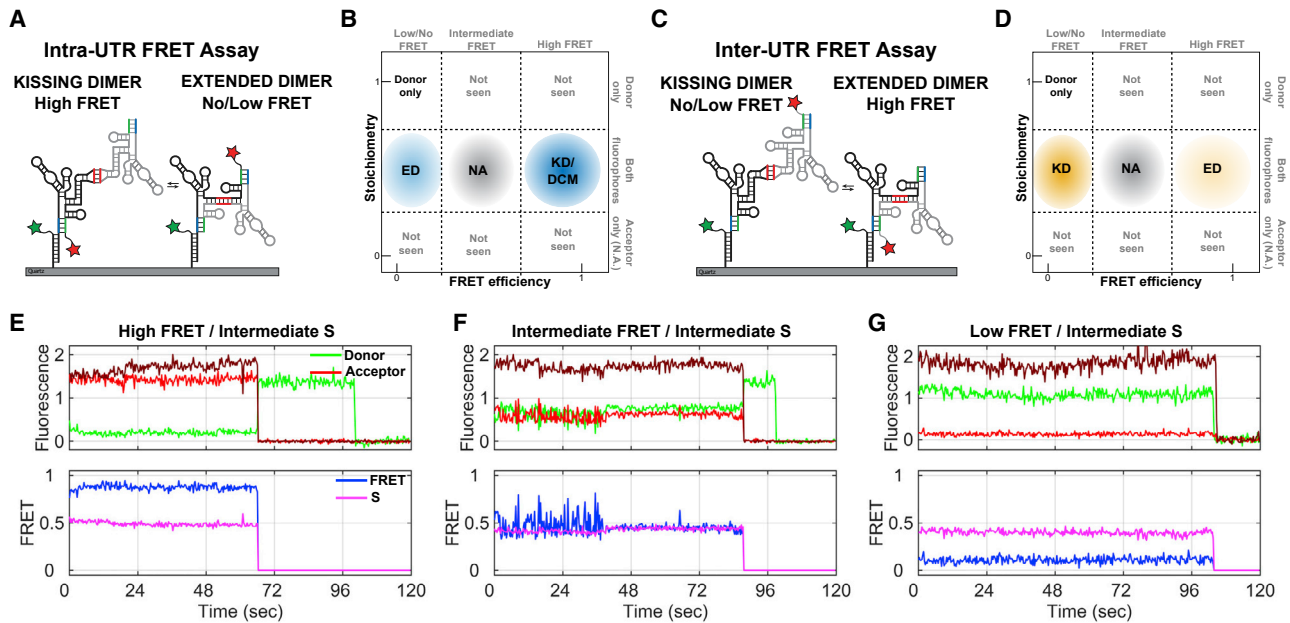 A
Intra-UTR FRET Assay
KISSING DIMER
High FRET
EXTENDED DIMER
No/Low FRET
Quartz
B
Low/No
FRET
Intermediate
FRET
High FRET
Stoichiometry
1
0
Donor
only
Not
seen
Not
seen
ED
NA
KD/
DCM
Not
seen
Not
seen
Not
seen
Donor
only
Both
fluorophores
Acceptor
only (N.A.)
0
1
FRET efficiency
C
Inter-UTR FRET Assay
KISSING DIMER
No/Low FRET
EXTENDED DIMER
High FRET
Quartz
D
Low/No
FRET
Intermediate
FRET
High FRET
Stoichiometry
1
0
Donor
only
Not
seen
Not
seen
KD
NA
ED
Not
seen
Not
seen
Not
seen
Donor
only
Both
fluorophores
Acceptor
only (N.A.)
0
1
FRET efficiency
E
High FRET / Intermediate S
Fluorescence
2
1
0
Donor
Acceptor
FRET
1
0.5
0
FRET
S
0 24 48 72 96 120
Time (sec)
F
Intermediate FRET / Intermediate S
Fluorescence
2
1
0
FRET
1
0.5
0
0 24 48 72 96 120
Time (sec)
G
Low FRET / Intermediate S
Fluorescence
2
1
0
FRET
1
0.5
0
0 24 48 72 96 120
Time (sec)